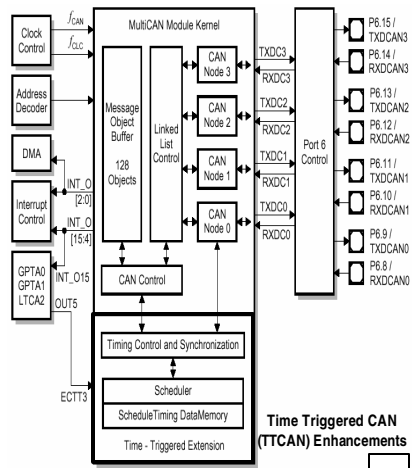 MultiCAN Module Kernel
fCAN
fCLC
Clock
Control
Address
Decoder
DMA
INT_O
[2:0]
Interrupt
Control
INT_O
[15:4]
GPTA0
GPTA1
LTCA2
INT_O15
OUT5
ECTT3
Message
Object
Buffer
128
Objects
Linked
List
Control
CAN
Node 3
CAN
Node 2
CAN
Node 1
CAN
Node 0
CAN Control
TXDC3
RXDC3
TXDC2
RXDC2
TXDC1
RXDC1
TXDC0
RXDC0
Port 6
Control
P6.15 /
TXDCAN3
P6.14 /
RXDCAN3
P6.13 /
TXDCAN2
P6.12 /
RXDCAN2
P6.11 /
TXDCAN1
P6.10 /
RXDCAN1
P6.9 /
TXDCAN0
P6.8 /
RXDCAN0
Timing Control and Synchronization
Scheduler
ScheduleTiming DataMemory
Time - Triggered Extension
Time Triggered CAN
(TTCAN) Enhancements